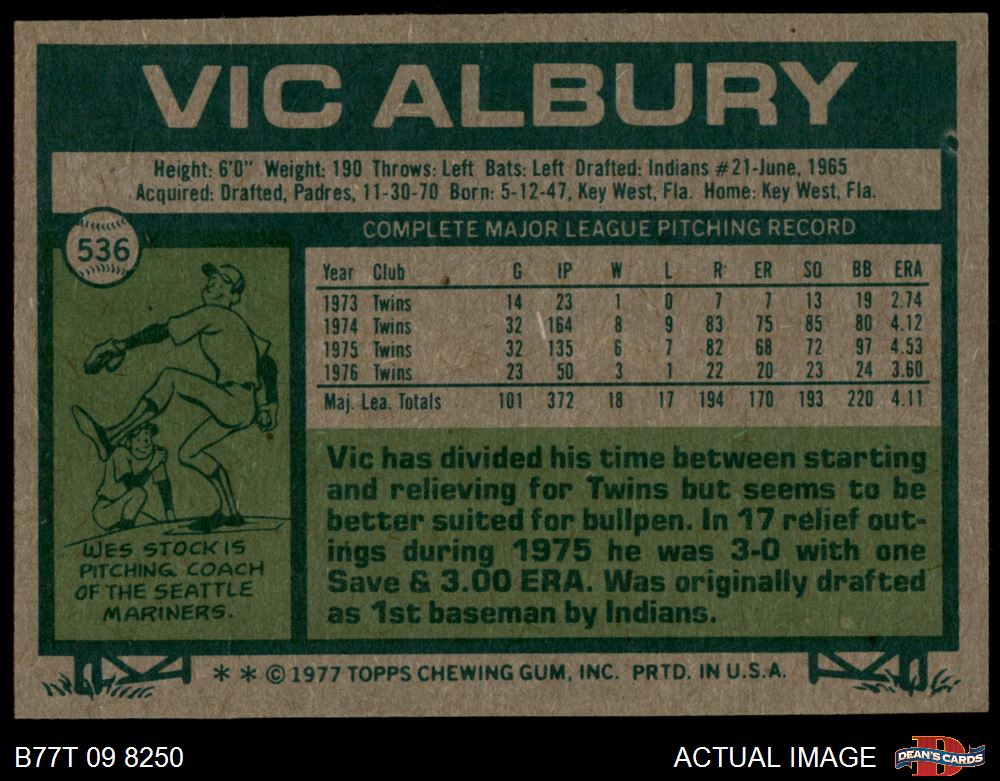 VIC ALBURY
Height: 6'0" Weight: 190 Throws: Left Bats: Left Drafted: Indians #21-June, 1965
Acquired: Drafted, Padres, 11-30-70 Born: 5-12-47, Key West, Fla. Home: Key West, Fla.
536
COMPLETE MAJOR LEAGUE PITCHING RECORD
Year Club G IP W L R ER SO BB ERA
1973 Twins 14 23 1 0 7 7 13 19 2.74
1974 Twins 32 164 8 9 83 75 85 80 4.12
1975 Twins 32 135 6 7 82 68 72 97 4.53
1976 Twins 23 50 3 1 22 20 23 24 3.60
Maj. Lea. Totals 101 372 18 17 194 170 193 220 4.11
WES STOCK IS
PITCHING COACH
OF THE SEATTLE
MARINERS.
Vic has divided his time between starting
and relieving for Twins but seems to be
better suited for bullpen. In 17 relief out-
ings during 1975 he was 3-0 with one
Save & 3.00 ERA. Was originally drafted
as 1st baseman by Indians.
* * © 1977 TOPPS CHEWING GUM, INC. PRTD. IN U.S.A.
B77T 09 8250
ACTUAL IMAGE
D
DEAN'S CARDS